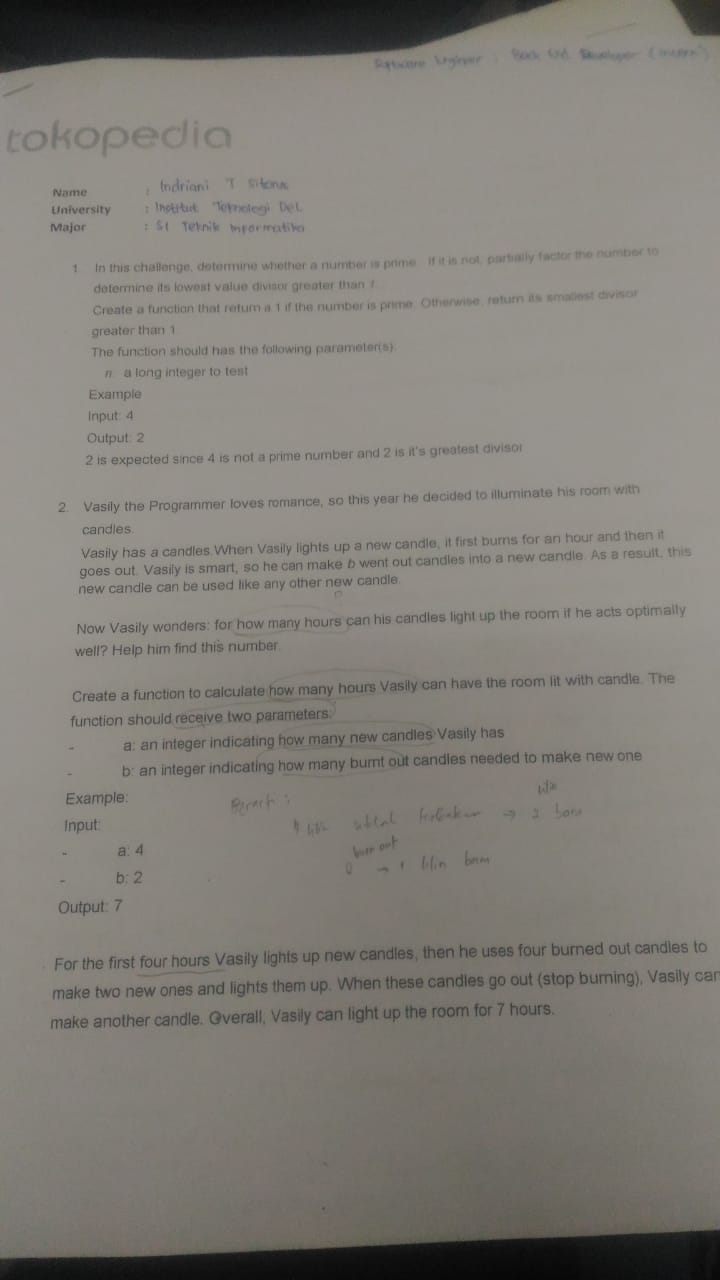 Software Engineer : Back End Developer (intern)
tokopedia
Name : Indriani T
University : Institut Teknologi Del
Major : S1 Teknik Informatika
1. In this challenge, determine whether a number is prime. If it is not, partially factor the number to
determine its lowest value divisor greater than 1.
Create a function that return a 1 if the number is prime. Otherwise, return its smallest divisor
greater than 1.
The function should has the following parameter(s):
n: a long integer to test
Example
Input: 4
Output: 2
2 is expected since 4 is not a prime number and 2 is it's greatest divisor
2. Vasily the Programmer loves romance, so this year he decided to illuminate his room with
candles.
Vasily has a candles.When Vasily lights up a new candle, it first burns for an hour and then it
goes out. Vasily is smart, so he can make b went out candles into a new candle. As a result, this
new candle can be used like any other new candle.
Now Vasily wonders: for how many hours can his candles light up the room if he acts optimally
well? Help him find this number.
Create a function to calculate how many hours Vasily can have the room lit with candle. The
function should receive two parameters:
- a: an integer indicating how many new candles Vasily has
- b: an integer indicating how many burnt out candles needed to make new one
Example:
Input:
- a: 4
- b: 2
Output: 7
Berarti :
4 lilin → 2 baru
burn out
→ 1 lilin baru
For the first four hours Vasily lights up new candles, then he uses four burned out candles to
make two new ones and lights them up. When these candles go out (stop burning), Vasily can
make another candle. Overall, Vasily can light up the room for 7 hours.